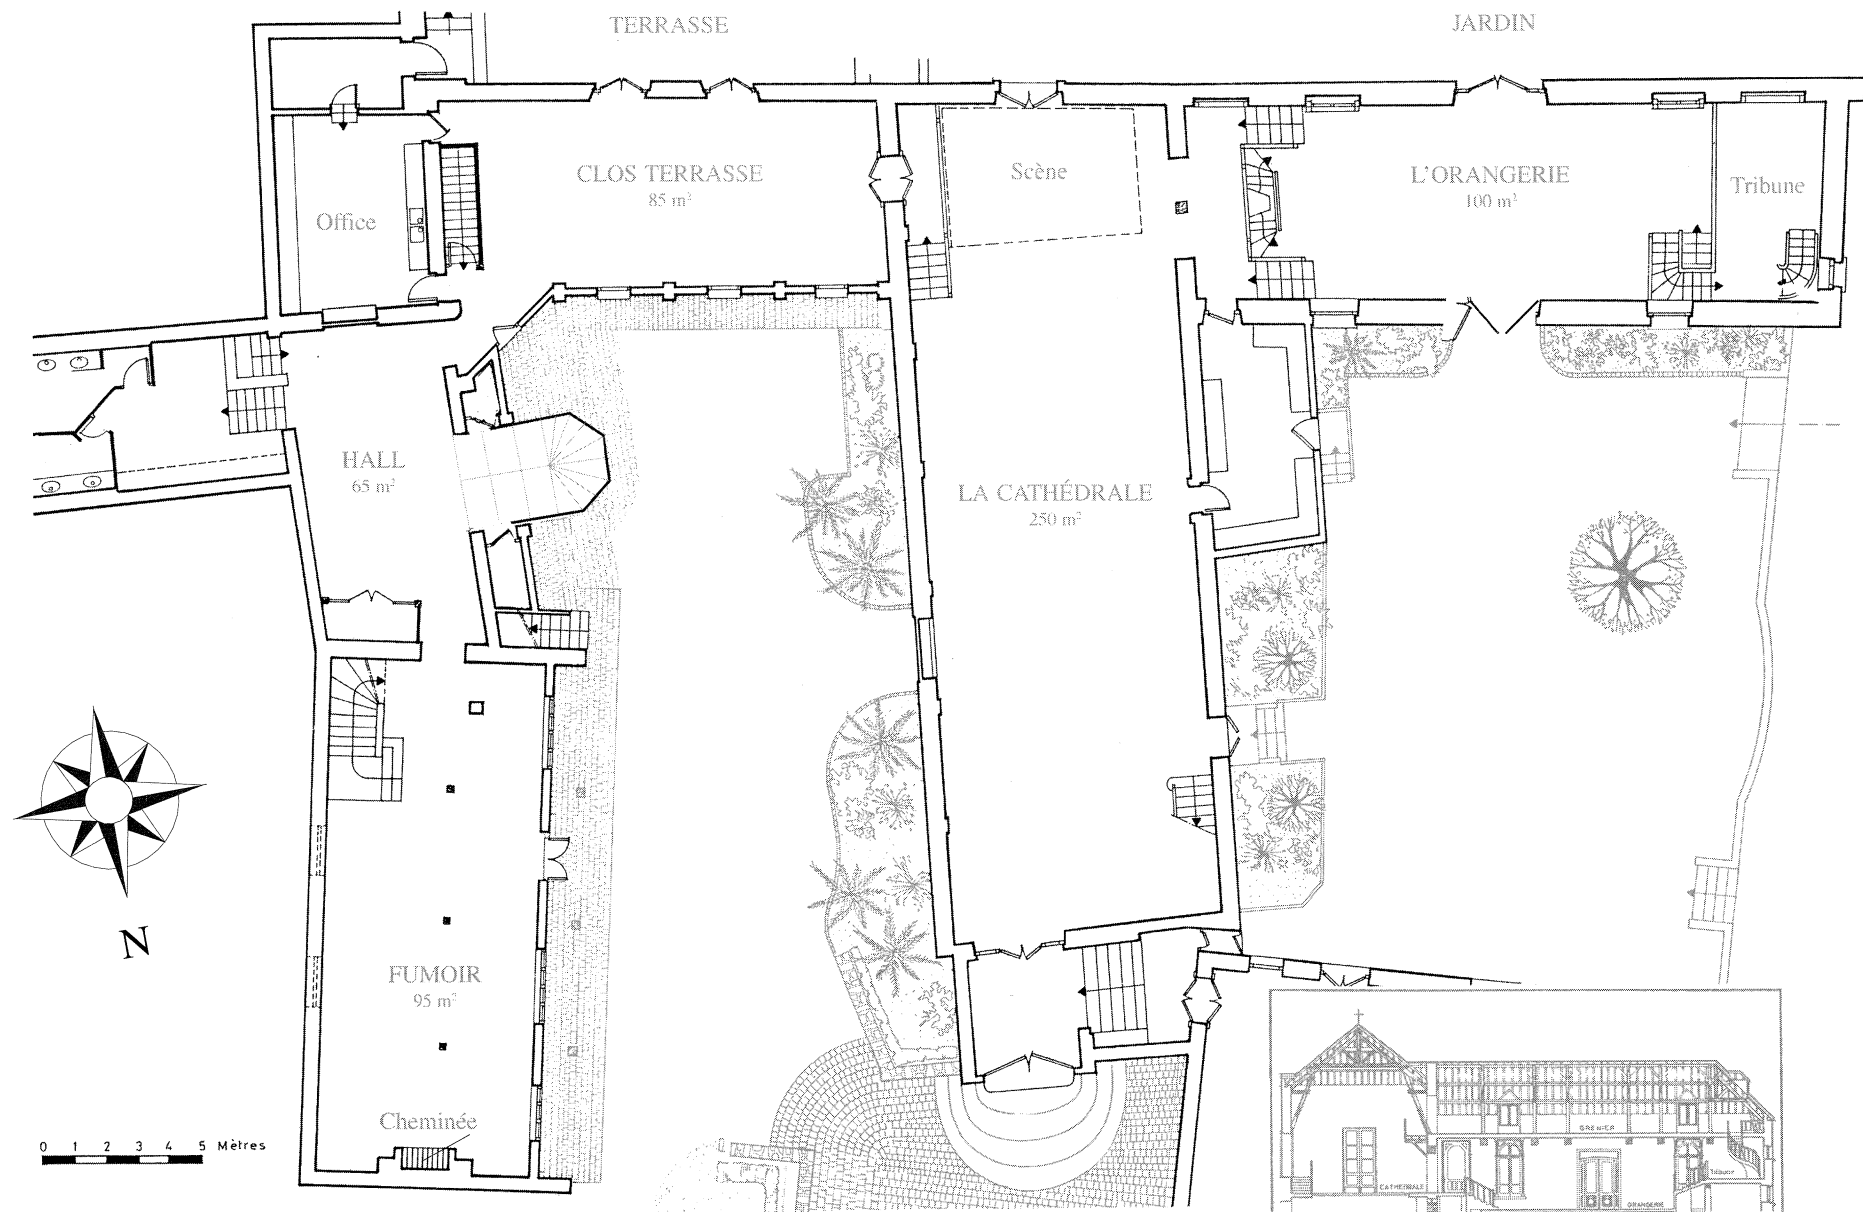 TERRASSE
JARDIN
CLOS TERRASSE
85 m²
Scène
L'ORANGERIE
100 m²
Tribune
Office
HALL
65 m²
LA CATHÉDRALE
250 m²
N
FUMOIR
95 m²
Cheminée
0 1 2 3 4 5 Mètres
GRENIER
Tribune
CATHEDRALE
ORANGERIE